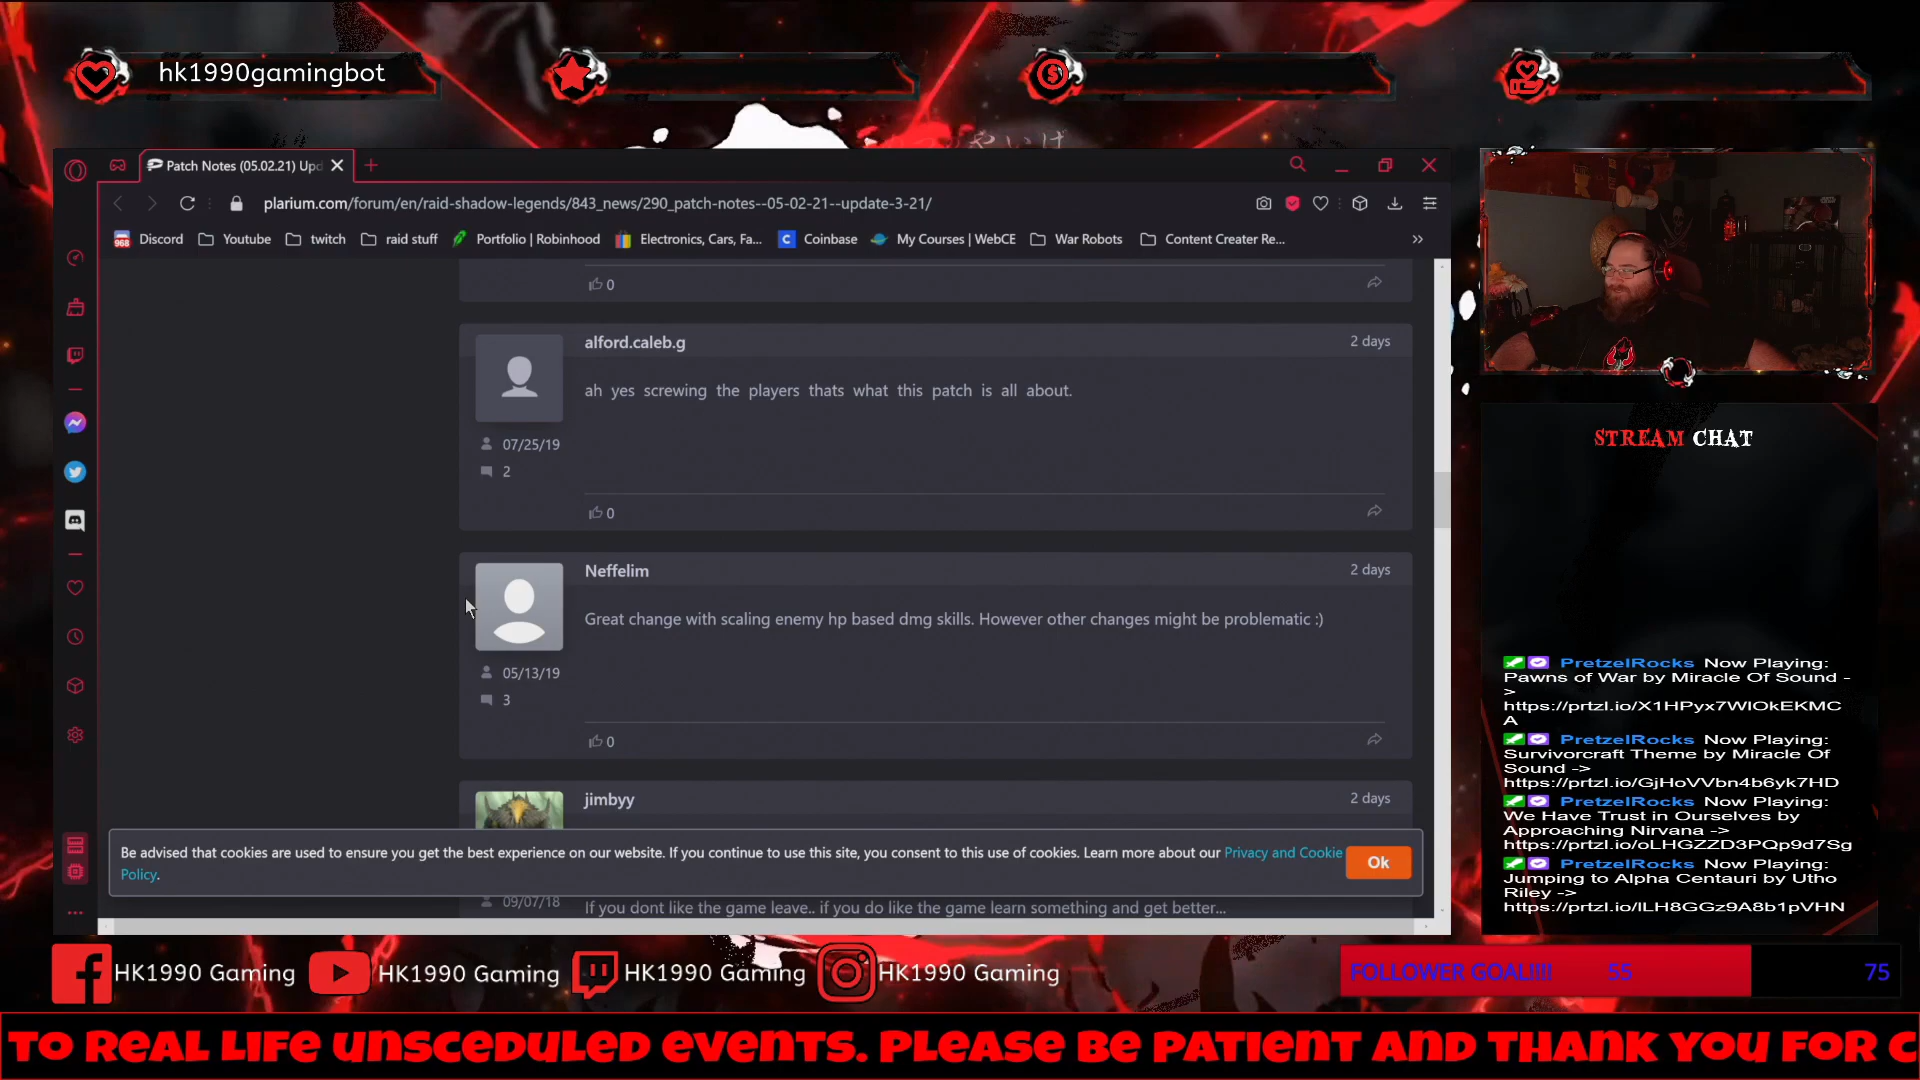 hk1990gamingbot
Patch Notes (05.02.21) Upd
plarium.com/forum/en/raid-shadow-legends/843_news/290_patch-notes--05-02-21--update-3-21/
968 Discord Youtube twitch raid stuff Portfolio | Robinhood Electronics, Cars, Fa... Coinbase My Courses | WebCE War Robots Content Creater Re... »
0
alford.caleb.g 2 days
ah yes screwing the players thats what this patch is all about.
07/25/19
2
0
Neffelim 2 days
Great change with scaling enemy hp based dmg skills. However other changes might be problematic :)
05/13/19
3
0
jimbyy 2 days
Be advised that cookies are used to ensure you get the best experience on our website. If you continue to use this site, you consent to this use of cookies. Learn more about our Privacy and Cookie
Policy.
Ok
09/07/18
If you dont like the game leave.. if you do like the game learn something and get better...
STREAM CHAT
PretzelRocks Now Playing:
Pawns of War by Miracle Of Sound -
>
https://prtzl.io/X1HPyx7WlOkEKMC
A
PretzelRocks Now Playing:
Survivorcraft Theme by Miracle Of
Sound ->
https://prtzl.io/GjHoVVbn4b6yk7HD
PretzelRocks Now Playing:
We Have Trust in Ourselves by
Approaching Nirvana ->
https://prtzl.io/oLHGZZD3PQp9d7Sg
PretzelRocks Now Playing:
Jumping to Alpha Centauri by Utho
Riley ->
https://prtzl.io/lLH8GGz9A8b1pVHN
HK1990 Gaming HK1990 Gaming HK1990 Gaming HK1990 Gaming
FOLLOWER GOAL!!!! 55 75
TO REAL LIFE UNSCEDULED EVENTS. PLEASE BE PATIENT AND THANK YOU FOR C